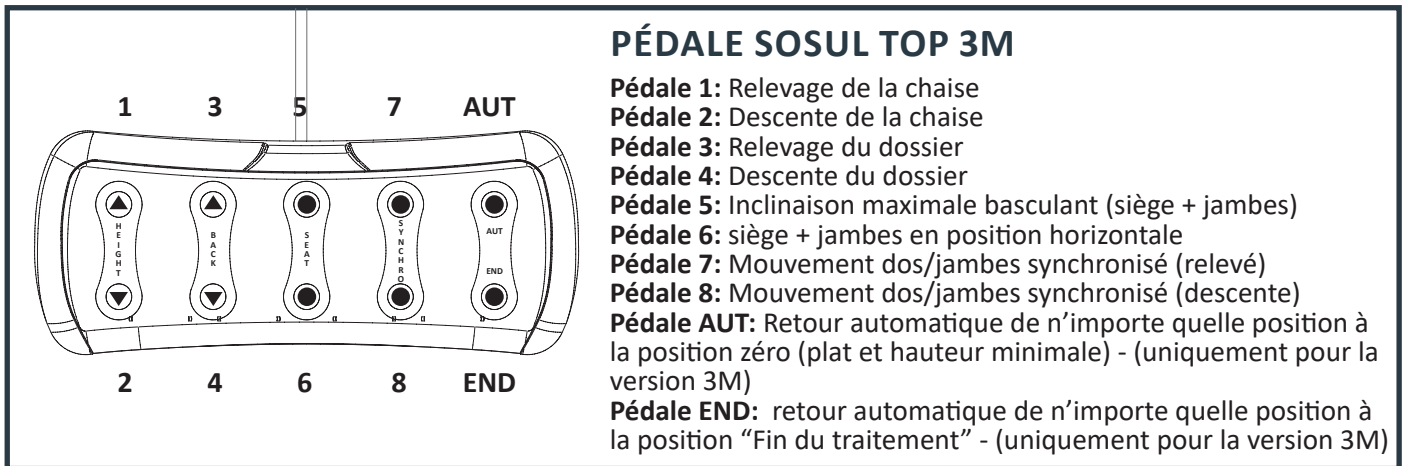 PÉDALE SOSUL TOP 3M
Pédale 1: Relevage de la chaise
Pédale 2: Descente de la chaise
Pédale 3: Relevage du dossier
Pédale 4: Descente du dossier
Pédale 5: Inclinaison maximale basculant (siège + jambes)
Pédale 6: siège + jambes en position horizontale
Pédale 7: Mouvement dos/jambes synchronisé (relevé)
Pédale 8: Mouvement dos/jambes synchronisé (descente)
Pédale AUT: Retour automatique de n’importe quelle position à
la position zéro (plat et hauteur minimale) - (uniquement pour la
version 3M)
Pédale END: retour automatique de n’importe quelle position à
la position “Fin du traitement” - (uniquement pour la version 3M)
1 3 5 7 AUT
HEIGHT
BACK
SEAT
SYNCHRO
AUT
END
2 4 6 8 END